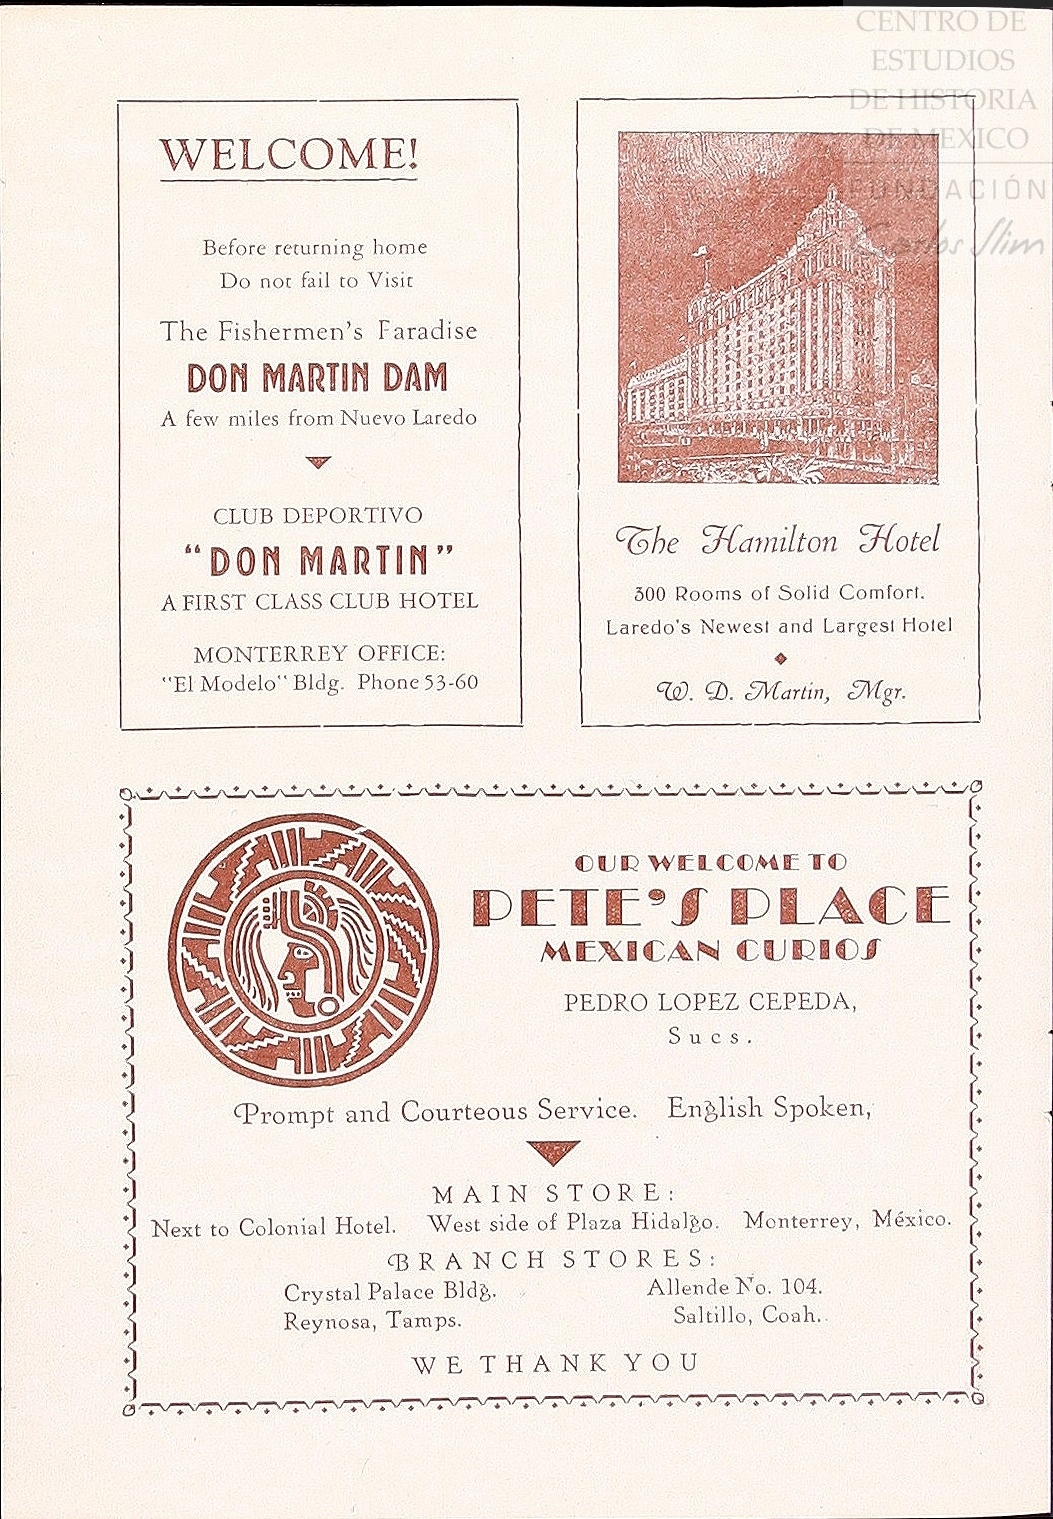 CENTRO DE
ESTUDIOS
DE HISTORIA
DE MEXICO
FUNDACIÓN
Carlos Slim
WELCOME!
Before returning home
Do not fail to Visit
The Fishermen's Faradise
DON MARTIN DAM
A few miles from Nuevo Laredo
CLUB DEPORTIVO
"DON MARTIN"
A FIRST CLASS CLUB HOTEL
MONTERREY OFFICE:
"El Modelo" Bldg. Phone 53-60
The Hamilton Hotel
300 Rooms of Solid Comfort.
Laredo's Newest and Largest Hotel
W. D. Martin, Mgr.
OUR WELCOME TO
PETE'S PLACE
MEXICAN CURIOS
PEDRO LOPEZ CEPEDA,
Sucs.
Prompt and Courteous Service. English Spoken,
MAIN STORE:
Next to Colonial Hotel. West side of Plaza Hidalgo. Monterrey, México.
BRANCH STORES:
Crystal Palace Bldg. Allende No. 104.
Reynosa, Tamps. Saltillo, Coah.
WE THANK YOU